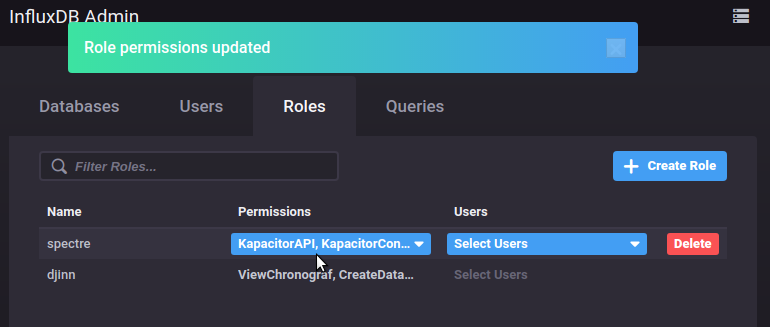 InfluxDB Admin
Role permissions updated
Databases Users Roles Queries
Filter Roles... Create Role
Name Permissions Users
spectre KapacitorAPI, KapacitorCon... Select Users Delete
djinn ViewChronograf, CreateData... Select Users